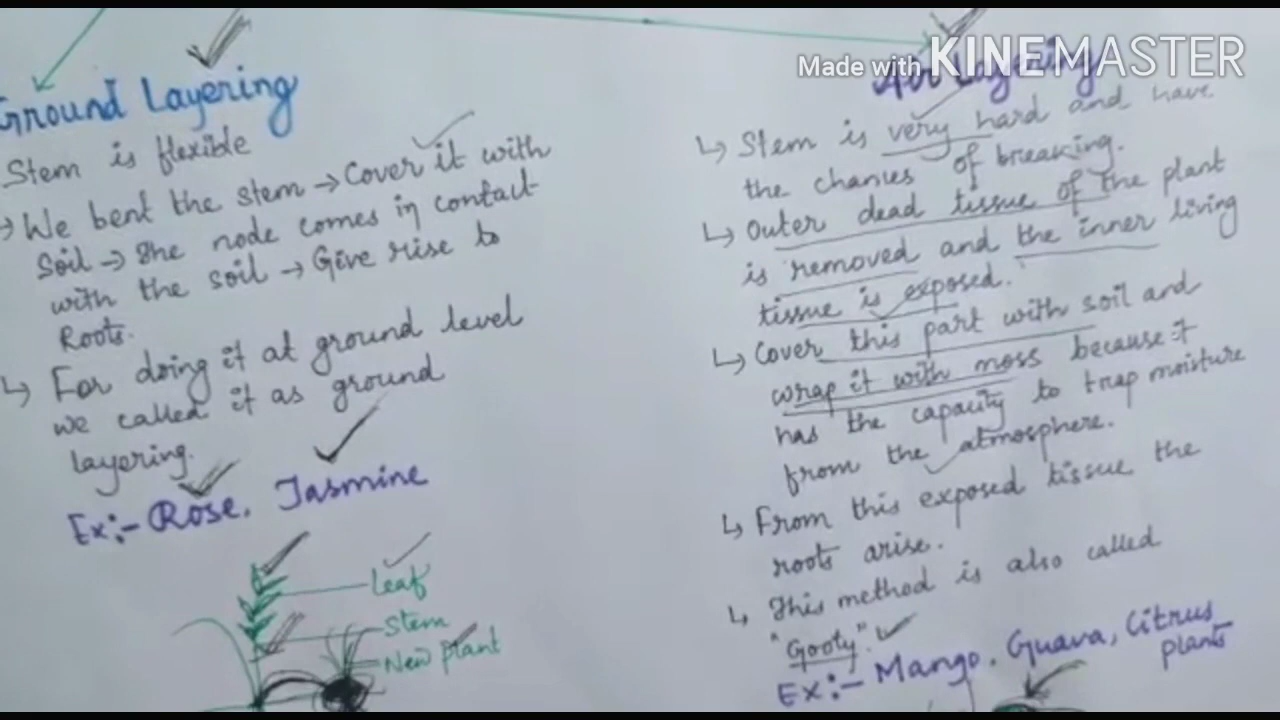 Made with KINEMASTER
Ground Layering
Stem is flexible
We bent the stem → Cover it with
Soil → The node comes in contact
with the soil → Give rise to
Roots.
↳ For doing it at ground level
we called it as ground
layering.
Ex:- Rose, Jasmine
Leaf
Stem
New plant
Air Layering
↳ Stem is very hard and have
the chances of breaking.
↳ Outer dead tissue of the plant
is removed and the inner living
tissue is exposed.
↳ Cover this part with soil and
wrap it with moss because it
has the capacity to trap moisture
from the atmosphere.
↳ From this exposed tissue the
roots arise.
↳ This method is also called
"Gooty".
Ex:- Mango, Guava, Citrus
plants